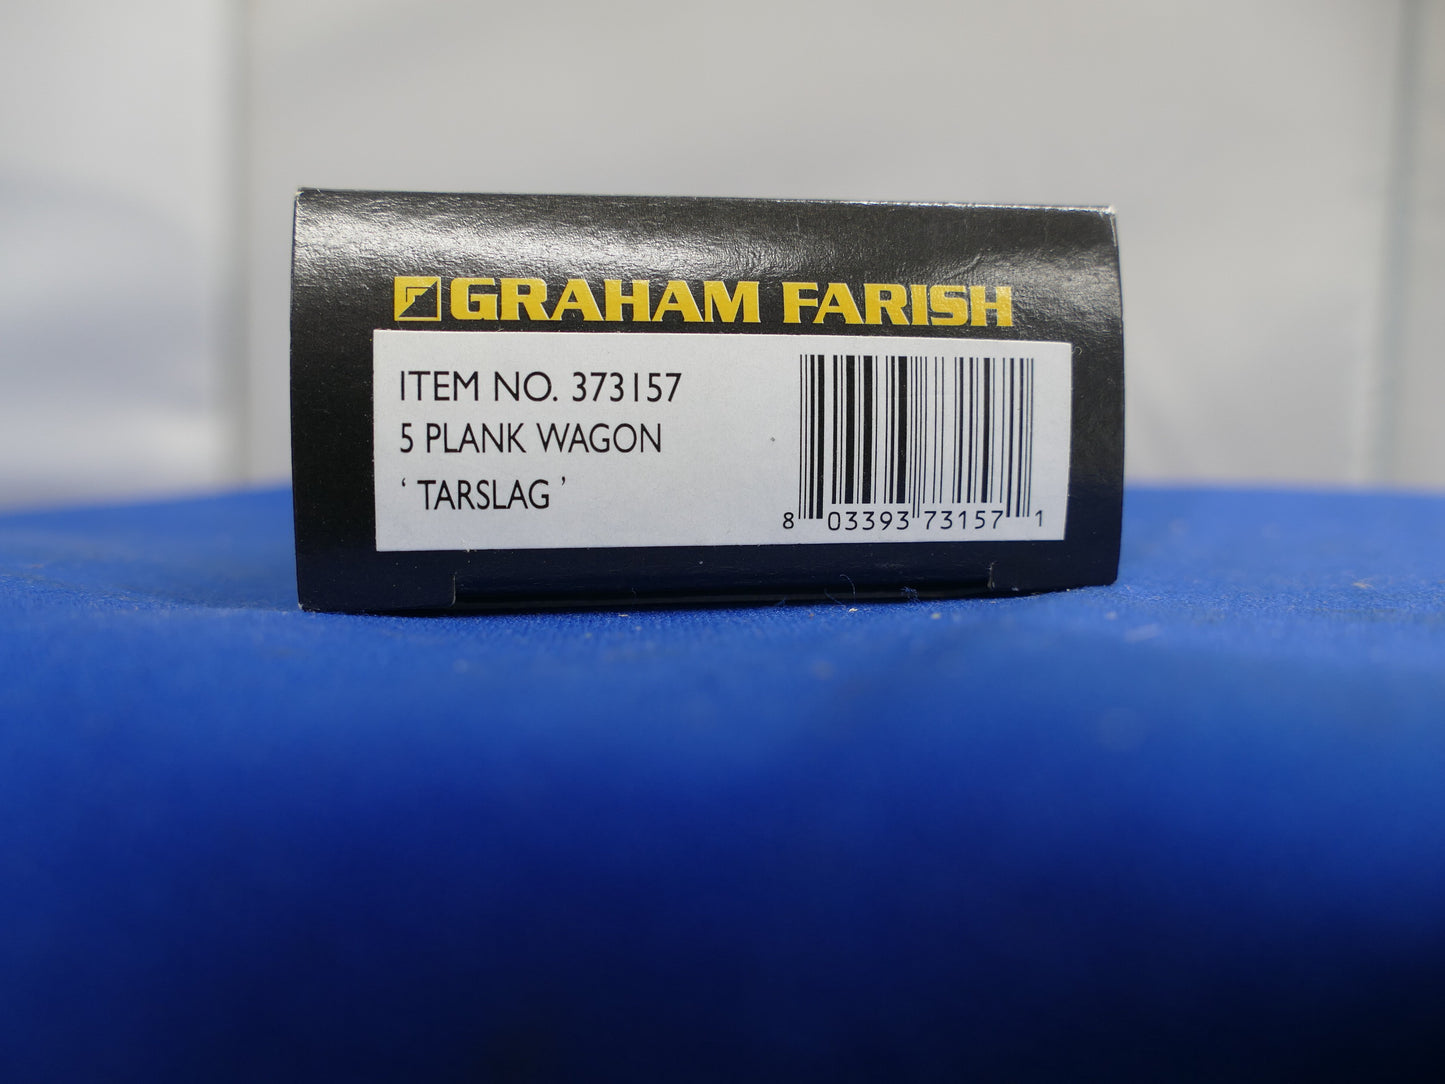 GRAHAM FARISH
ITEM NO. 373157
5 PLANK WAGON
‘ TARSLAG ’
8 03393 73157 1